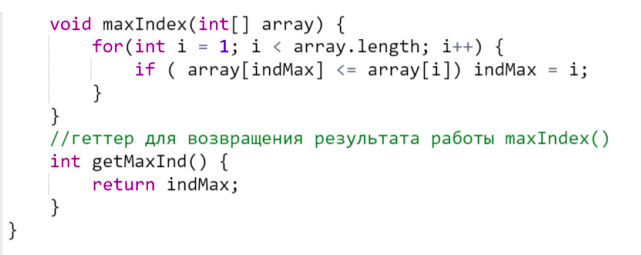 void maxIndex(int[] array) {
for(int i = 1; i < array.length; i++) {
if ( array[indMax] <= array[i]) indMax = i;
}
}
//геттер для возвращения результата работы maxIndex()
int getMaxInd() {
return indMax;
}
}